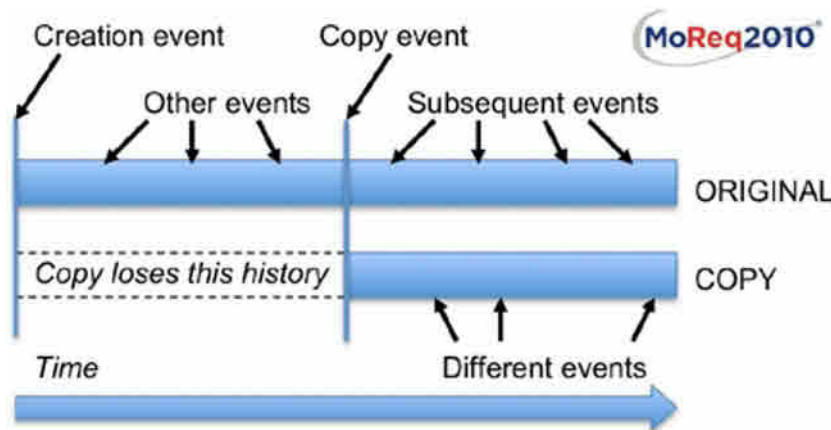 Creation event
Copy event
MoReq2010®
Other events
Subsequent events
ORIGINAL
Copy loses this history
COPY
Time
Different events